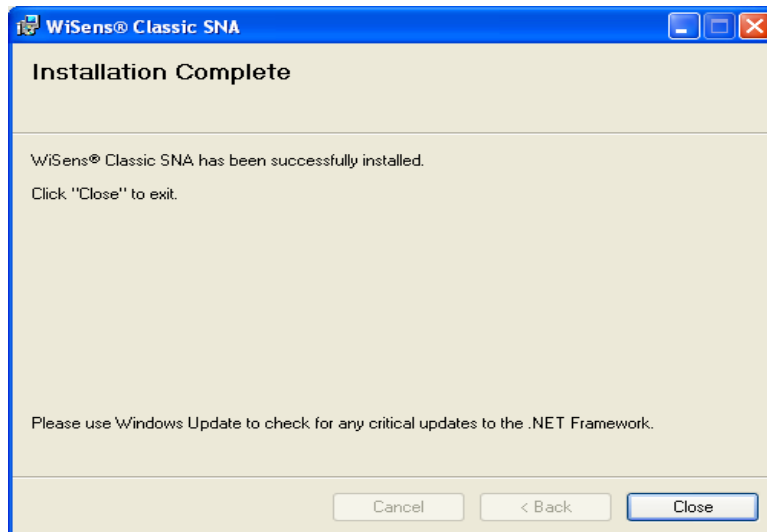 WiSens® Classic SNA
Installation Complete
WiSens® Classic SNA has been successfully installed.
Click "Close" to exit.
Please use Windows Update to check for any critical updates to the .NET Framework.
Cancel
< Back
Close